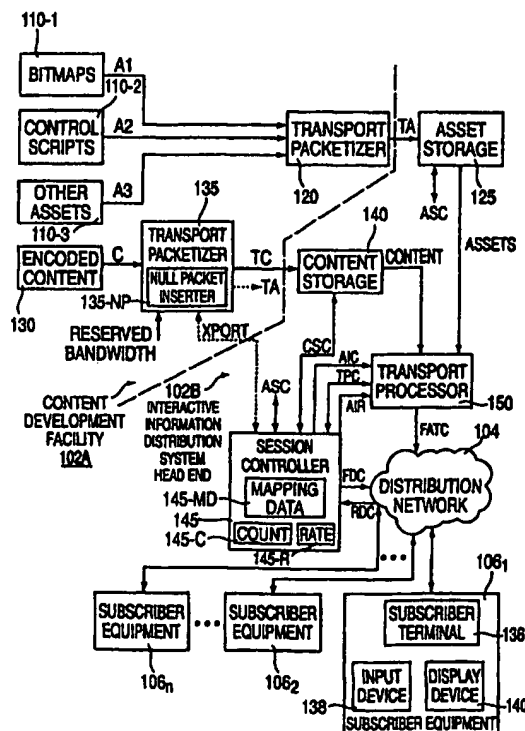 110-1
BITMAPS
A1
110-2
CONTROL
SCRIPTS
A2
OTHER
ASSETS
A3
110-3
TRANSPORT
PACKETIZER
120
TA
ASSET
STORAGE
125
ASC
ASSETS
ENCODED
CONTENT
130
C
135
TRANSPORT
PACKETIZER
NULL PACKET
INSERTER
135-NP
TC
TA
140
CONTENT
STORAGE
CONTENT
RESERVED
BANDWIDTH
XPORT
CSC
AIC
TPC
AIR
TRANSPORT
PROCESSOR
150
CONTENT
DEVELOPMENT
FACILITY
102A
102B
INTERACTIVE
INFORMATION
DISTRIBUTION
SYSTEM
HEAD END
ASC
SESSION
CONTROLLER
MAPPING
DATA
145-MD
145
COUNT
RATE
145-C
145-R
FATC
104
FDC
RDC
DISTRIBUTION
NETWORK
SUBSCRIBER
EQUIPMENT
106n
SUBSCRIBER
EQUIPMENT
1062
1061
SUBSCRIBER
TERMINAL
136
INPUT
DEVICE
138
DISPLAY
DEVICE
140
SUBSCRIBER EQUIPMENT